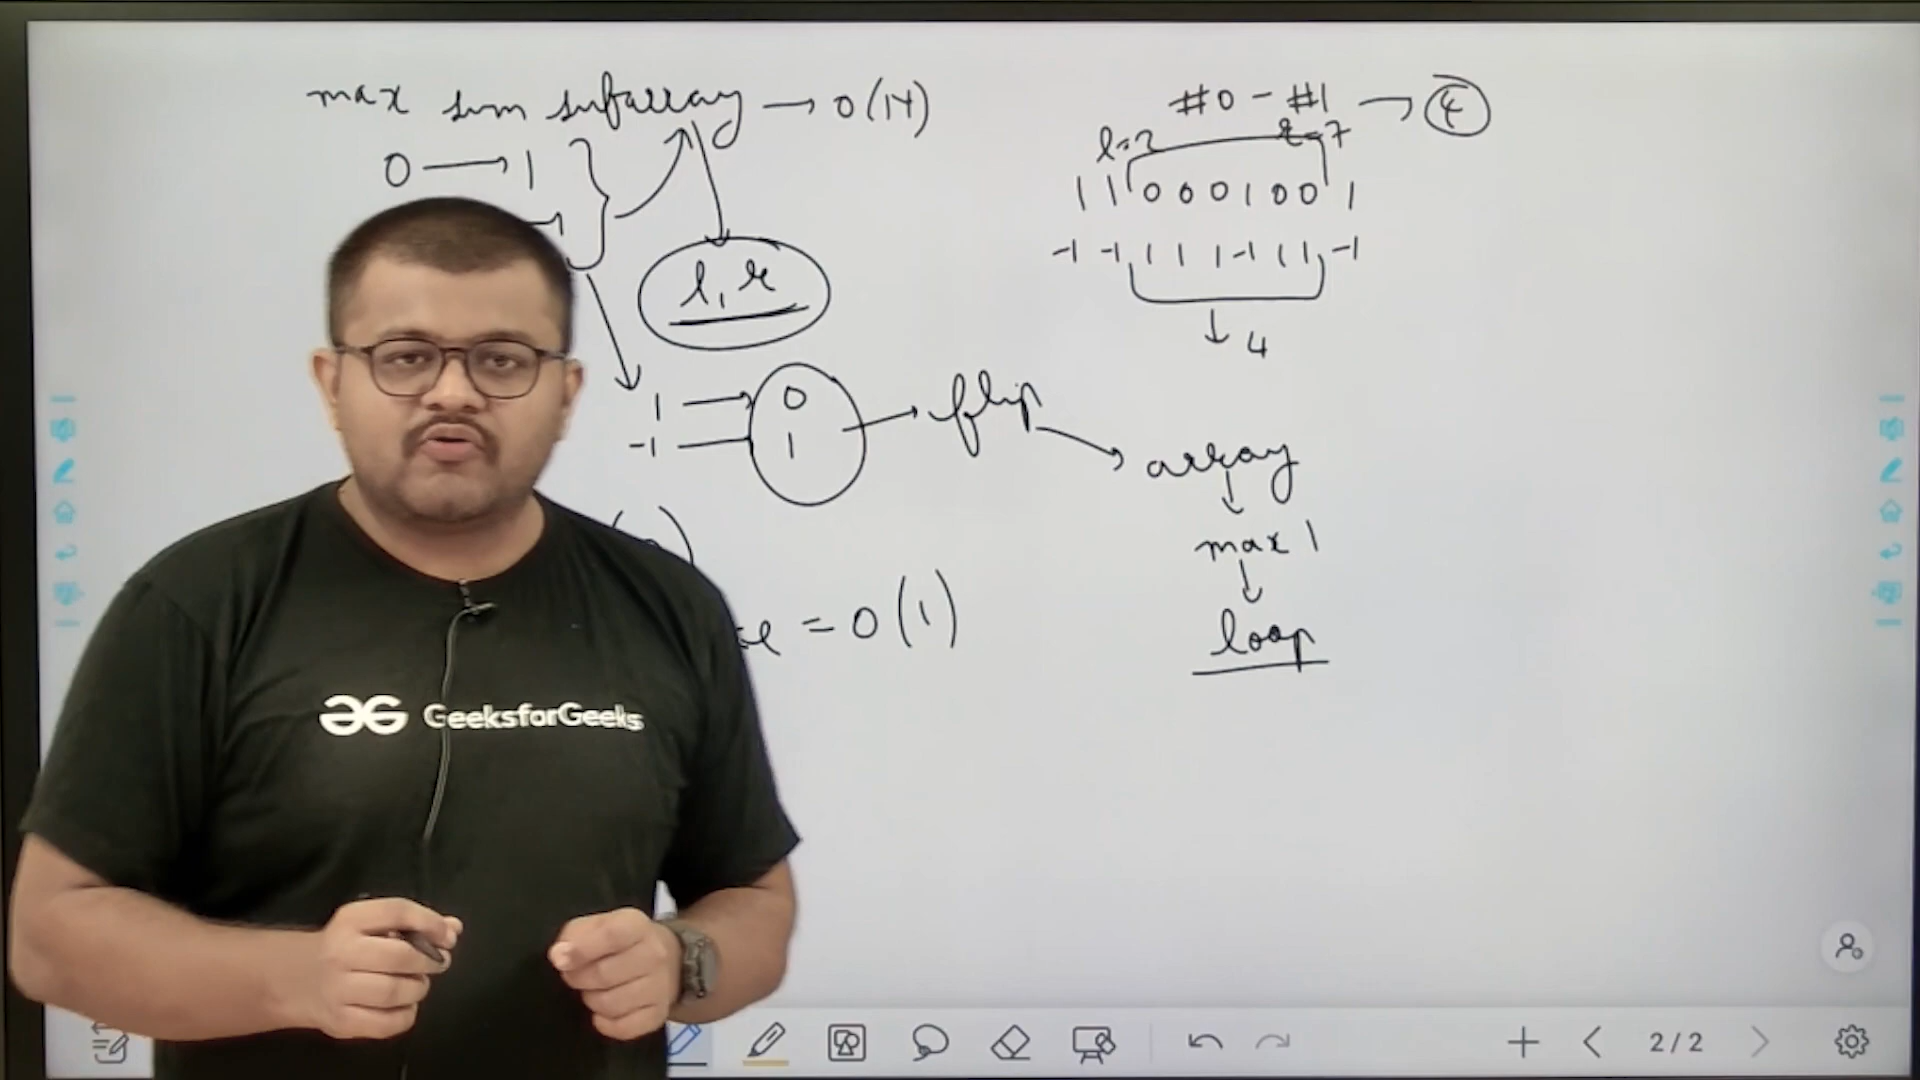 max sum subarray → O(N)
0 → 1
-1
l, r
1 → 0
-1 — 1
→ flip
array
↓
max 1
↓
loop
= O(1)
#0 - #1 → 4
l=2 r=7
1 1 0 0 0 1 0 0 1
-1 -1 1 1 1 -1 1 1 -1
↓ 4
GeeksforGeeks
2/2